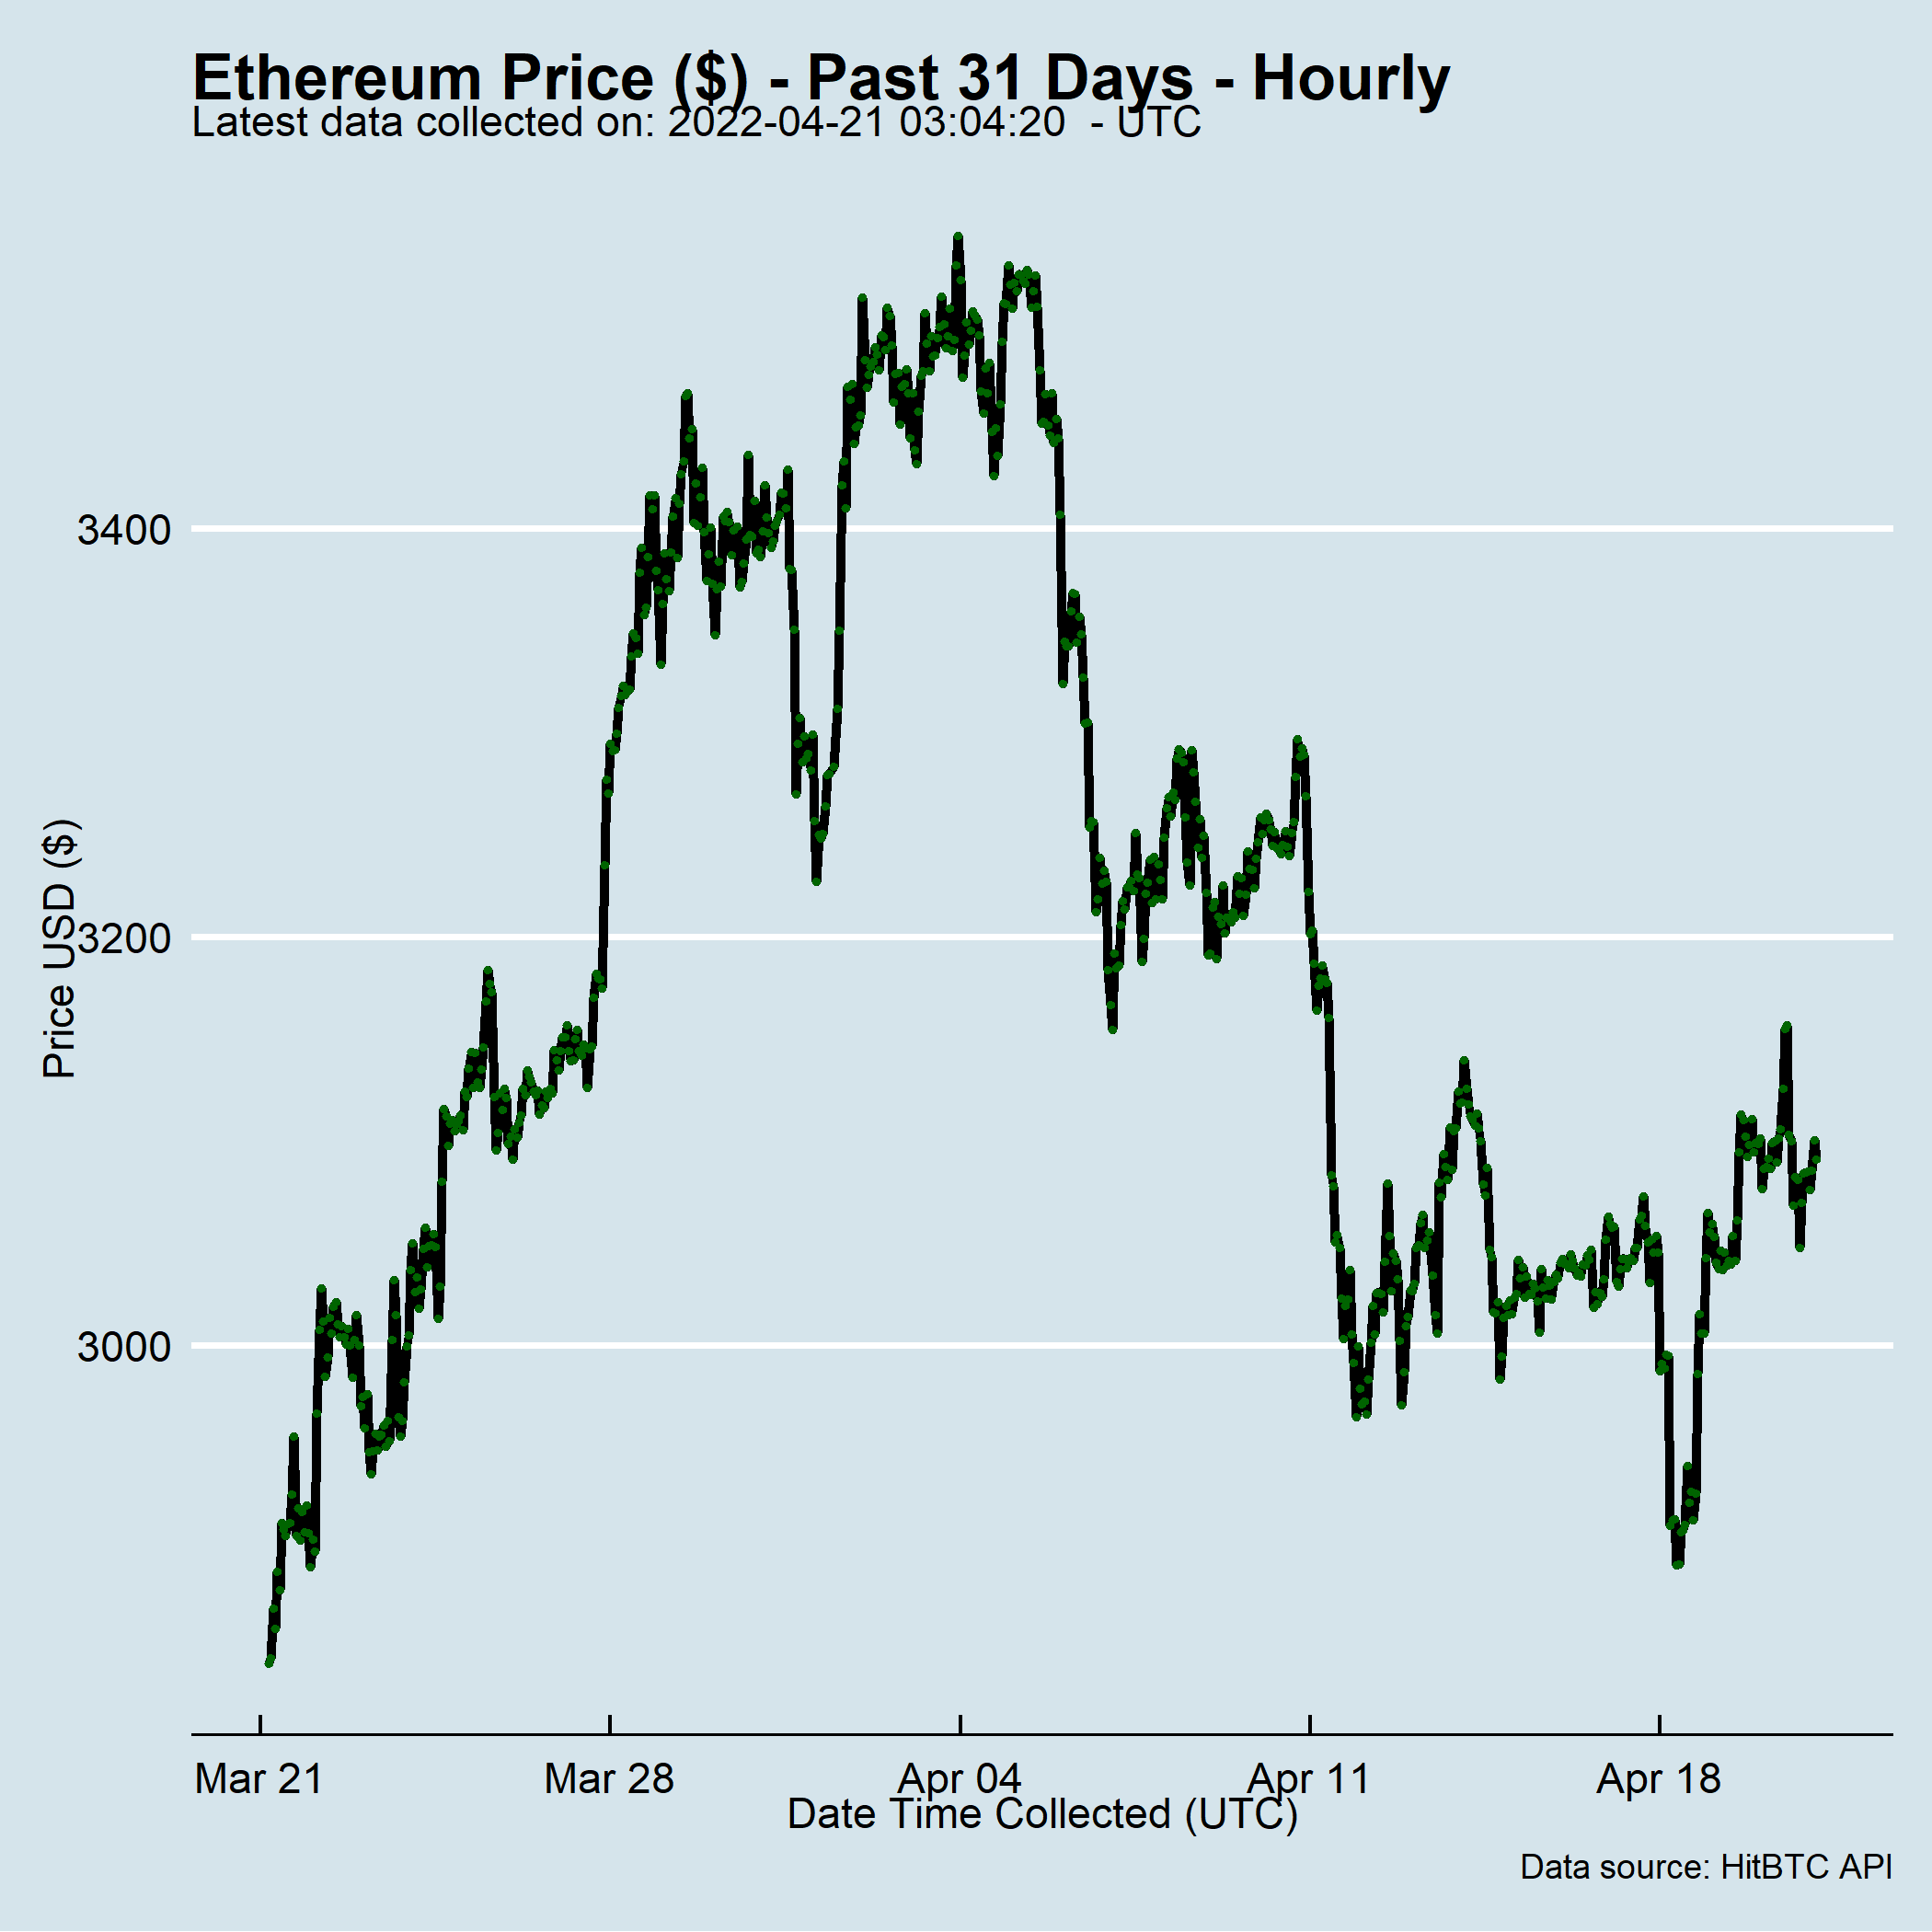 Ethereum Price ($) - Past 31 Days - Hourly
Latest data collected on: 2022-04-21 03:04:20  - UTC
Price USD ($)
3400
3200
3000
Mar 21 Mar 28 Apr 04 Apr 11 Apr 18
Date Time Collected (UTC)
Data source: HitBTC API